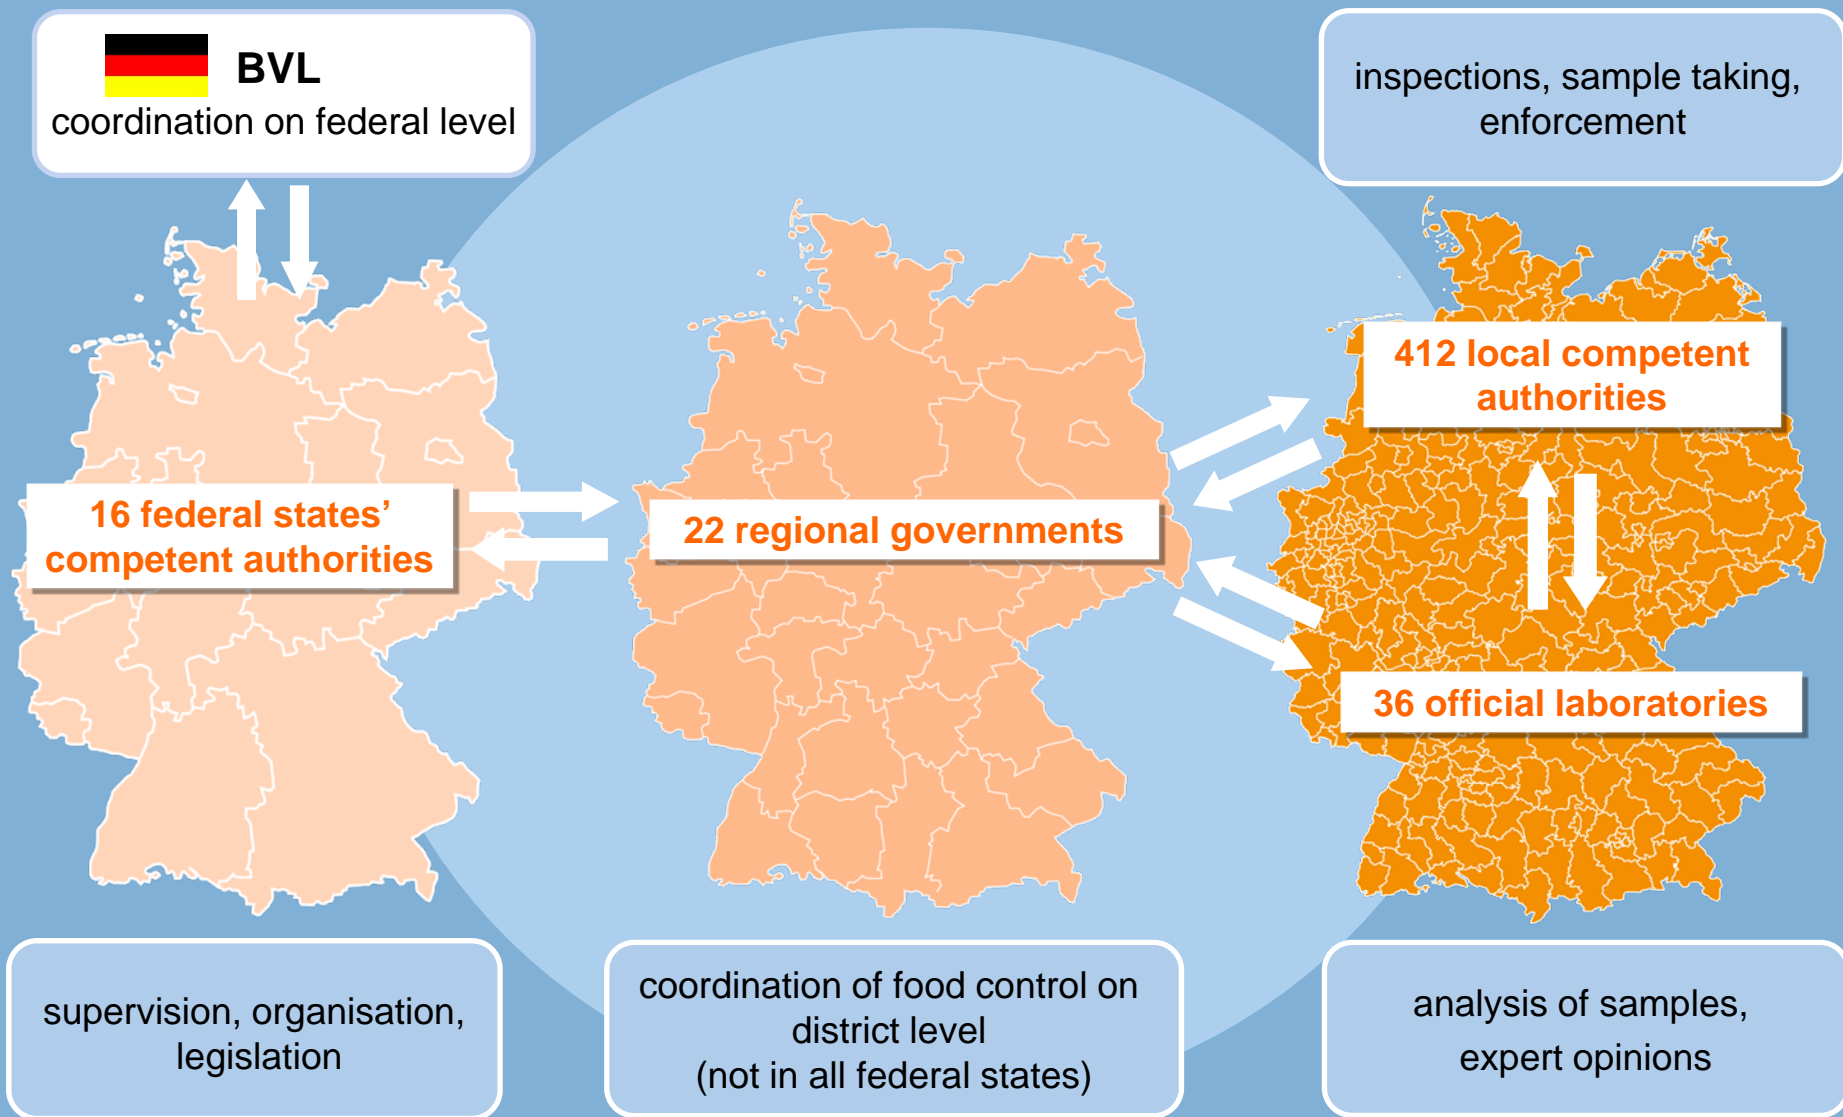 BVL
coordination on federal level
inspections, sample taking,
enforcement
412 local competent
authorities
16 federal states’
competent authorities
22 regional governments
36 official laboratories
supervision, organisation,
legislation
coordination of food control on
district level
(not in all federal states)
analysis of samples,
expert opinions